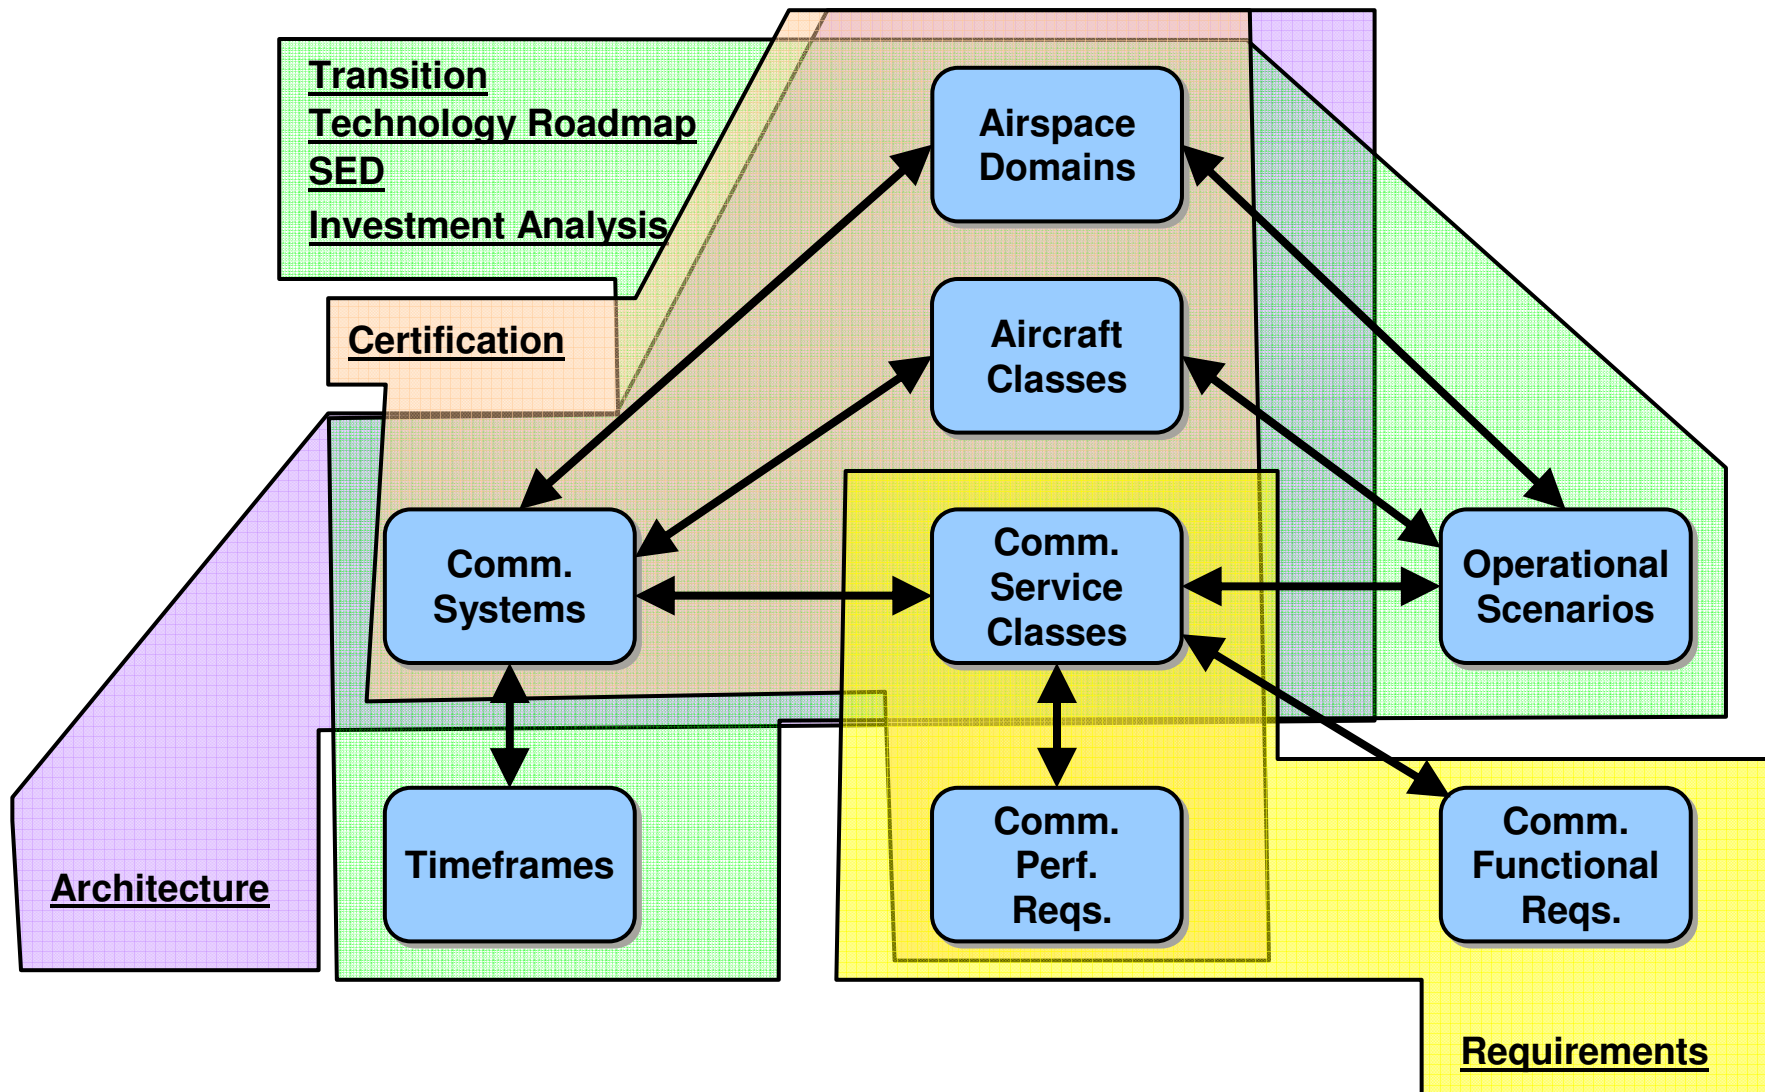 Transition
Technology Roadmap
SED
Investment Analysis
Airspace
Domains
Certification
Aircraft
Classes
Comm.
Systems
Comm.
Service
Classes
Operational
Scenarios
Architecture
Timeframes
Comm.
Perf.
Reqs.
Comm.
Functional
Reqs.
Requirements